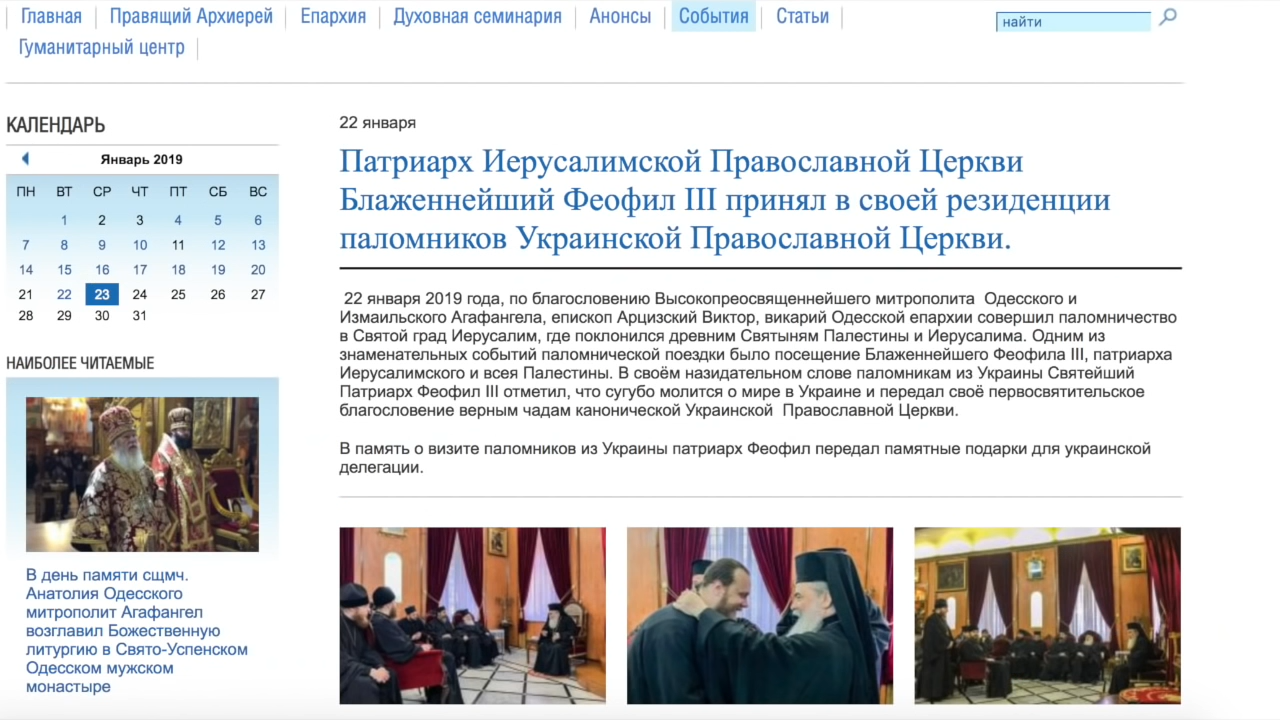 Главная Правящий Архиерей Епархия Духовная семинария Анонсы События Статьи найти
Гуманитарный центр
КАЛЕНДАРЬ
Январь 2019
ПН ВТ СР ЧТ ПТ СБ ВС
1 2 3 4 5 6
7 8 9 10 11 12 13
14 15 16 17 18 19 20
21 22 23 24 25 26 27
28 29 30 31
НАИБОЛЕЕ ЧИТАЕМЫЕ
В день памяти сщмч.
Анатолия Одесского
митрополит Агафангел
возглавил Божественную
литургию в Свято-Успенском
Одесском мужском
монастыре
22 января
Патриарх Иерусалимской Православной Церкви
Блаженнейший Феофил III принял в своей резиденции
паломников Украинской Православной Церкви.
22 января 2019 года, по благословению Высокопреосвященнейшего митрополита Одесского и
Измаильского Агафангела, епископ Арцизский Виктор, викарий Одесской епархии совершил паломничество
в Святой град Иерусалим, где поклонился древним Святыням Палестины и Иерусалима. Одним из
знаменательных событий паломнической поездки было посещение Блаженнейшего Феофила III, патриарха
Иерусалимского и всея Палестины. В своём назидательном слове паломникам из Украины Святейший
Патриарх Феофил III отметил, что сугубо молится о мире в Украине и передал своё первосвятительское
благословение верным чадам канонической Украинской Православной Церкви.
В память о визите паломников из Украины патриарх Феофил передал памятные подарки для украинской
делегации.